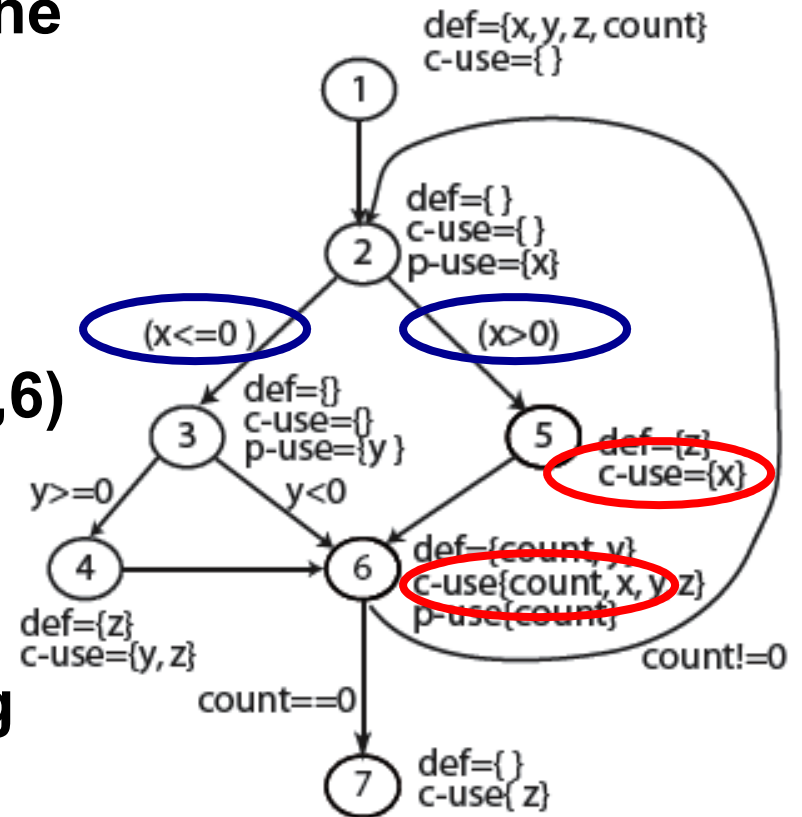 ne
def={x, y, z, count}
c-use={ }
1
def={ }
c-use={ }
p-use={x}
2
(x<=0 )
(x>0)
,6)
def={}
c-use={}
p-use={y }
3
5
def={z}
c-use={x}
y>=0
y<0
4
6
def={count, y}
c-use{count, x, y, z}
p-use{count}
def={z}
c-use={y, z}
count!=0
g
count==0
7
def={ }
c-use{ z}